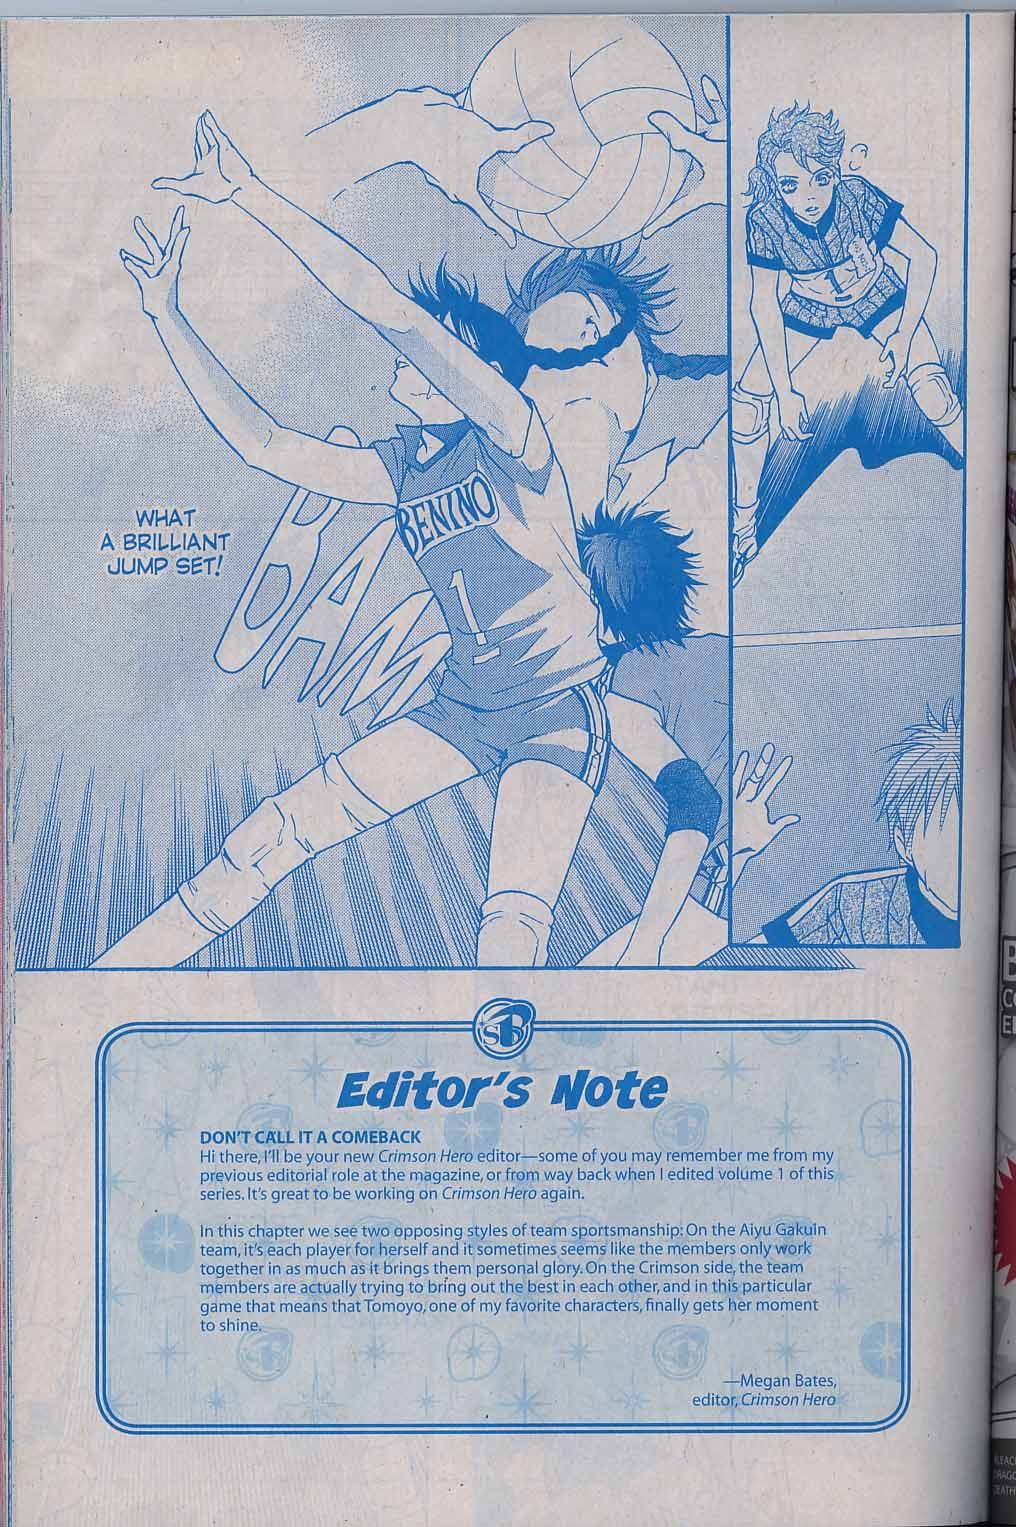 WHAT
A BRILLIANT
JUMP SET!
BAM
BENINO
1
SB
Editor's Note
DON'T CALL IT A COMEBACK
Hi there, I'll be your new Crimson Hero editor—some of you may remember me from my
previous editorial role at the magazine, or from way back when I edited volume 1 of this
series. It's great to be working on Crimson Hero again.
In this chapter we see two opposing styles of team sportsmanship: On the Aiyu Gakuin
team, it's each player for herself and it sometimes seems like the members only work
together in as much as it brings them personal glory. On the Crimson side, the team
members are actually trying to bring out the best in each other, and in this particular
game that means that Tomoyo, one of my favorite characters, finally gets her moment
to shine.
—Megan Bates,
editor, Crimson Hero